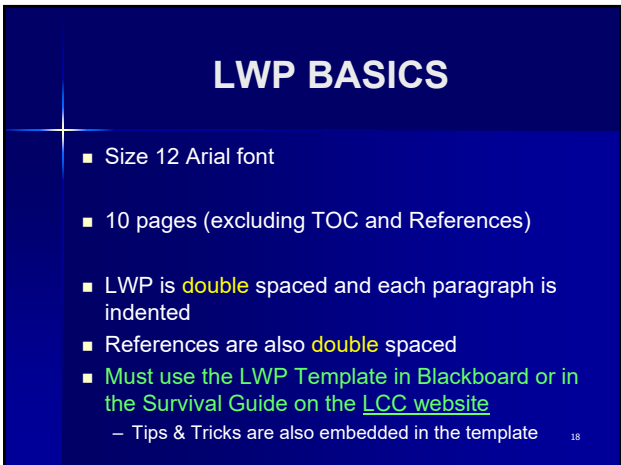 LWP BASICS
■ Size 12 Arial font
■ 10 pages (excluding TOC and References)
■ LWP is double spaced and each paragraph is
indented
■ References are also double spaced
■ Must use the LWP Template in Blackboard or in
the Survival Guide on the LCC website
– Tips & Tricks are also embedded in the template
18